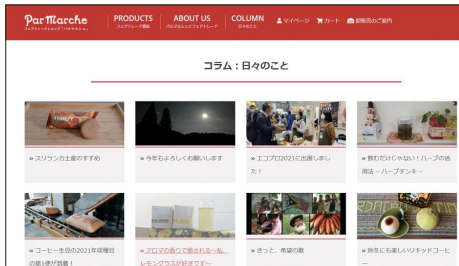 ParMarche
フェアトレードショップ "パルマルシェ"
PRODUCTS
フェアトレード商品
ABOUT US
パルマルシェとフェアトレード
COLUMN
日々のこと
マイページ
カート
卸販売のご案内
コラム：日々のこと
» スリランカ土産のすすめ
» 今年もよろしくお願いします
» エコプロ2021に出展しまし
た！
» 飲むだけじゃない！ハーブの活
用法 – ハーブチンキ –
» コーヒー生豆の2021年収穫豆
の第1便が到着！
» アロマの香りで癒される～私、
レモングラスが好きです～
» きっと、希望の歌
» 秋冬にも楽しいリキッドコーヒ
ー